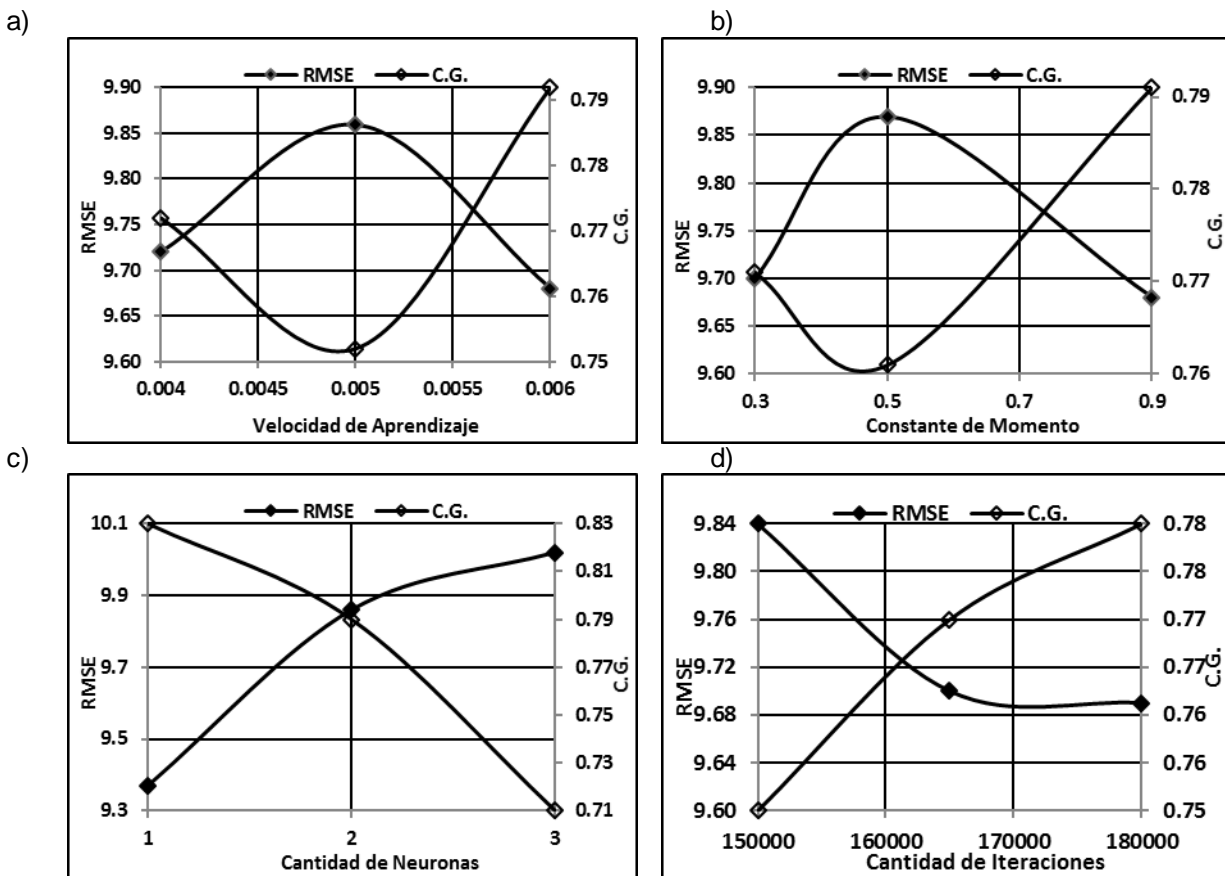 a)
RMSE C.G.
9.90
9.85
9.80
9.75
9.70
9.65
9.60
RMSE
0.79
0.78
0.77
0.76
0.75
C.G.
0.004 0.0045 0.005 0.0055 0.006
Velocidad de Aprendizaje
b)
RMSE C.G.
9.90
9.85
9.80
9.75
9.70
9.65
9.60
RMSE
0.79
0.78
0.77
0.76
C.G.
0.3 0.5 0.7 0.9
Constante de Momento
c)
RMSE C.G.
10.1
9.9
9.7
9.5
9.3
RMSE
0.83
0.81
0.79
0.77
0.75
0.73
0.71
C.G.
1 2 3
Cantidad de Neuronas
d)
RMSE C.G.
9.84
9.80
9.76
9.72
9.68
9.64
9.60
RMSE
0.78
0.78
0.77
0.77
0.76
0.76
0.75
C.G.
150000 160000 170000 180000
Cantidad de Iteraciones